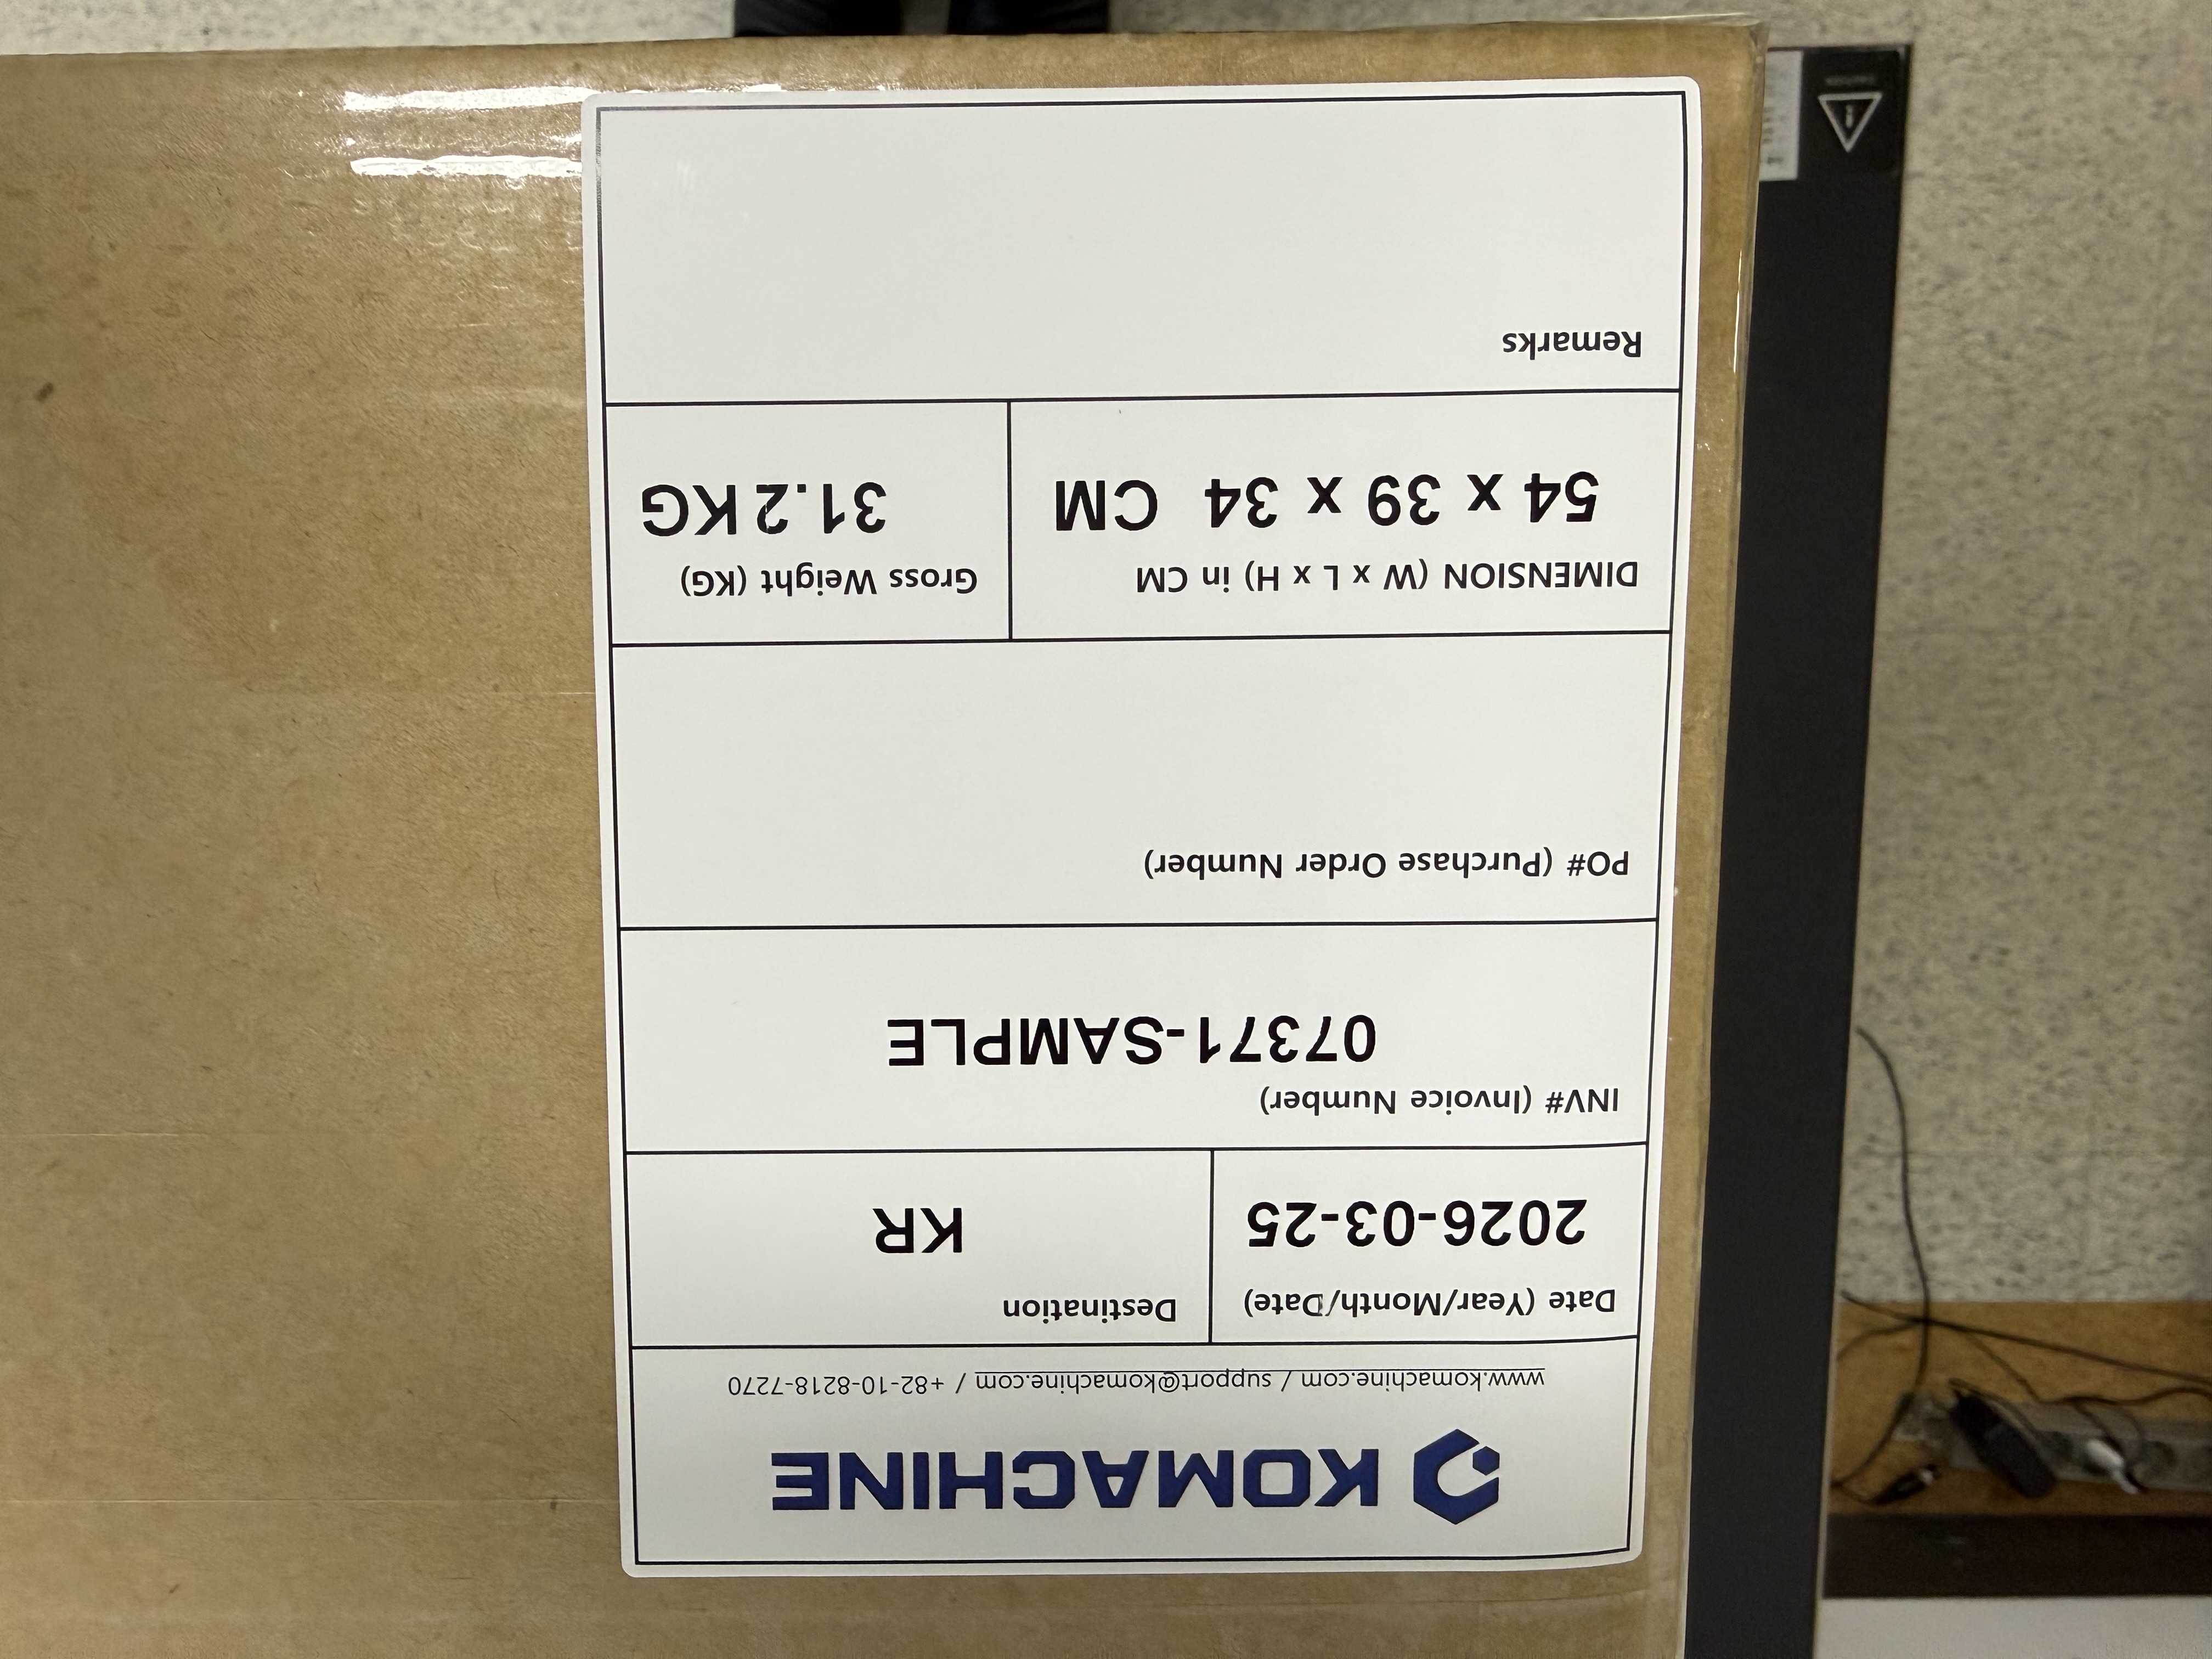 KOMACHINE
www.komachine.com / support@komachine.com / +82-10-8218-7270
Date (Year/Month/Date)
2026-03-25
Destination
KR
INV# (Invoice Number)
07371-SAMPLE
PO# (Purchase Order Number)
DIMENSION (W x L x H) in CM
54 x 39 x 34 CM
Gross Weight (KG)
31.2 KG
Remarks